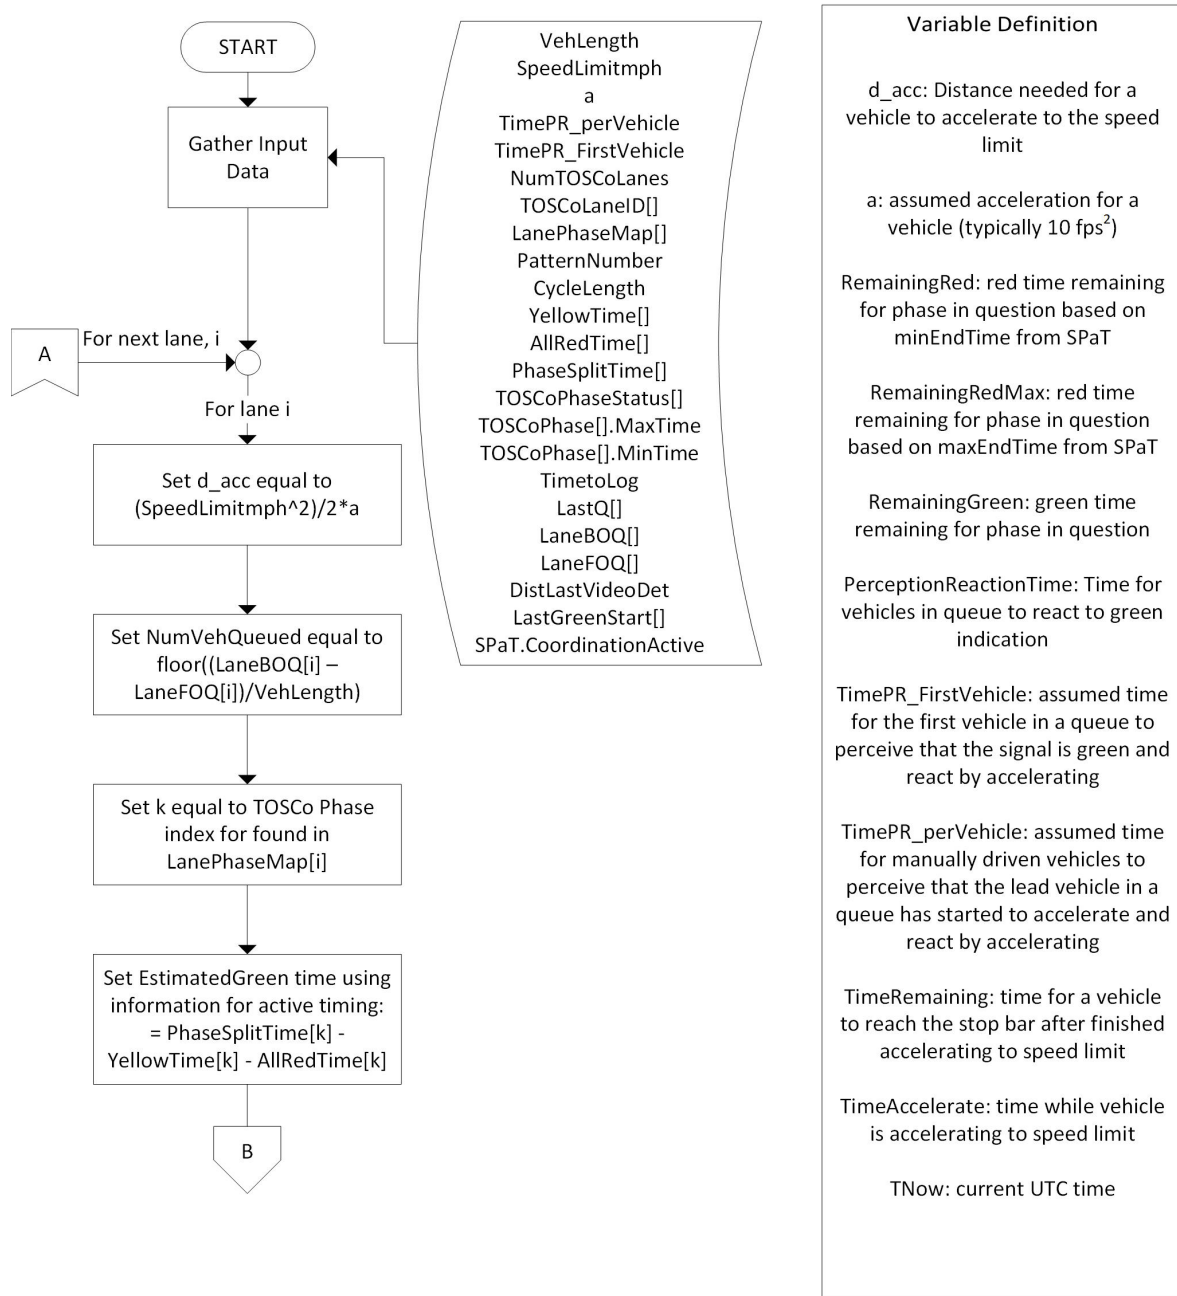 START
Gather Input
Data
A
For next lane, i
For lane i
Set d_acc equal to
(SpeedLimitmph^2)/2*a
Set NumVehQueued equal to
floor((LaneBOQ[i] –
LaneFOQ[i])/VehLength)
Set k equal to TOSCo Phase
index for found in
LanePhaseMap[i]
Set EstimatedGreen time using
information for active timing:
= PhaseSplitTime[k] -
YellowTime[k] - AllRedTime[k]
B
VehLength
SpeedLimitmph
a
TimePR_perVehicle
TimePR_FirstVehicle
NumTOSCoLanes
TOSCoLaneID[]
LanePhaseMap[]
PatternNumber
CycleLength
YellowTime[]
AllRedTime[]
PhaseSplitTime[]
TOSCoPhaseStatus[]
TOSCoPhase[].MaxTime
TOSCoPhase[].MinTime
TimetoLog
LastQ[]
LaneBOQ[]
LaneFOQ[]
DistLastVideoDet
LastGreenStart[]
SPaT.CoordinationActive
Variable Definition
d_acc: Distance needed for a
vehicle to accelerate to the speed
limit
a: assumed acceleration for a
vehicle (typically 10 fps²)
RemainingRed: red time remaining
for phase in question based on
minEndTime from SPaT
RemainingRedMax: red time
remaining for phase in question
based on maxEndTime from SPaT
RemainingGreen: green time
remaining for phase in question
PerceptionReactionTime: Time for
vehicles in queue to react to green
indication
TimePR_FirstVehicle: assumed time
for the first vehicle in a queue to
perceive that the signal is green and
react by accelerating
TimePR_perVehicle: assumed time
for manually driven vehicles to
perceive that the lead vehicle in a
queue has started to accelerate and
react by accelerating
TimeRemaining: time for a vehicle
to reach the stop bar after finished
accelerating to speed limit
TimeAccelerate: time while vehicle
is accelerating to speed limit
TNow: current UTC time